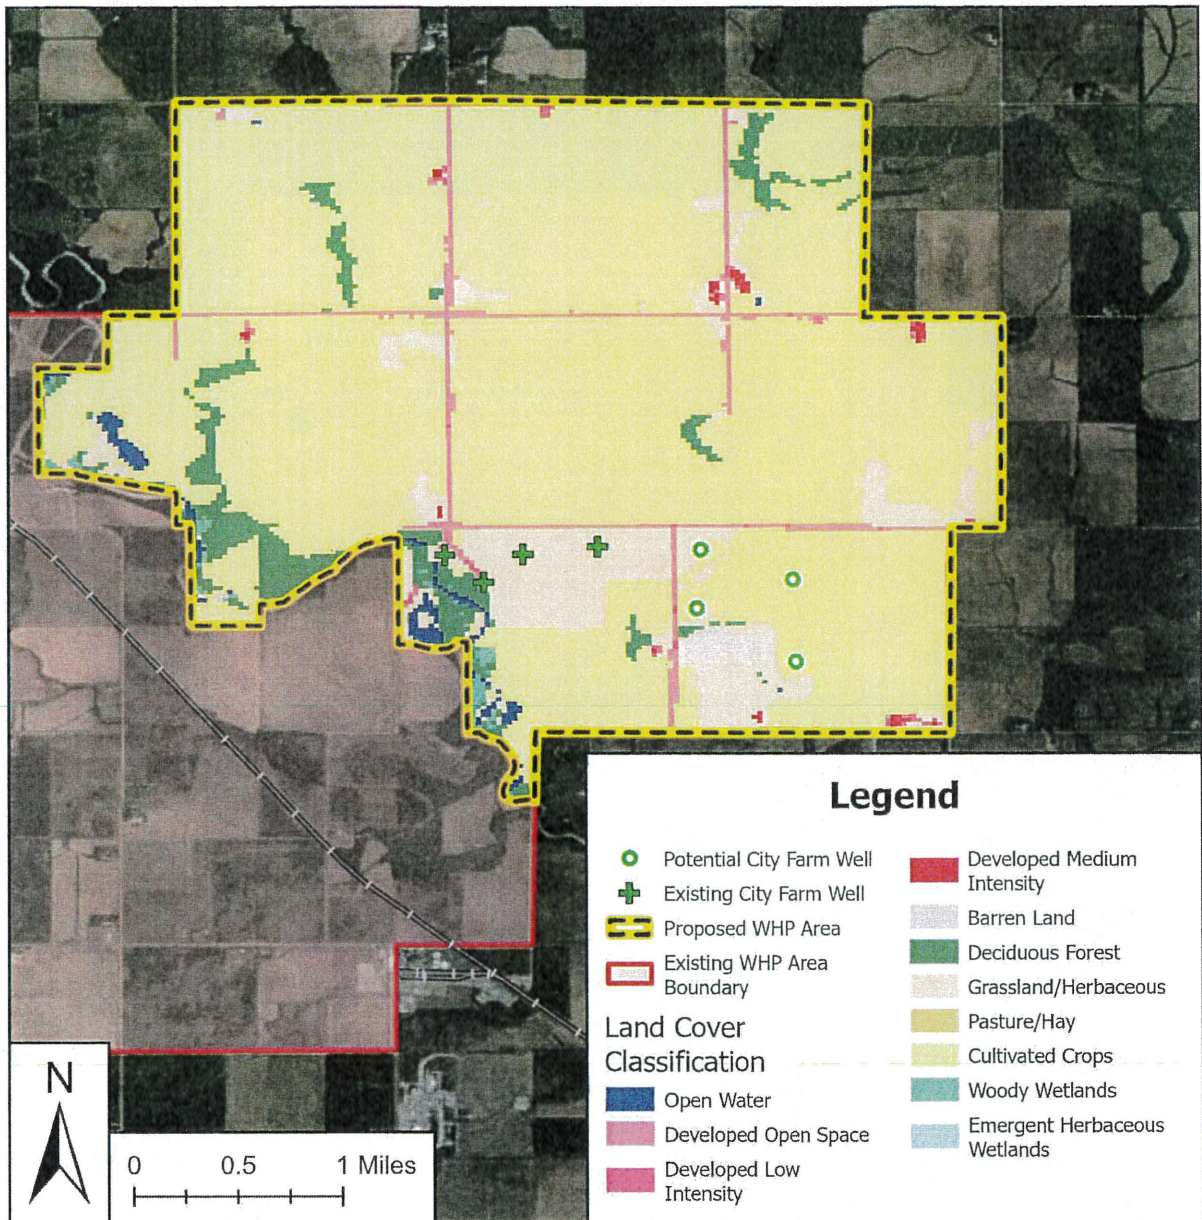 Legend
Potential City Farm Well
Existing City Farm Well
Proposed WHP Area
Existing WHP Area
Boundary
Land Cover
Classification
Open Water
Developed Open Space
Developed Low
Intensity
Developed Medium
Intensity
Barren Land
Deciduous Forest
Grassland/Herbaceous
Pasture/Hay
Cultivated Crops
Woody Wetlands
Emergent Herbaceous
Wetlands
N
0 0.5 1 Miles